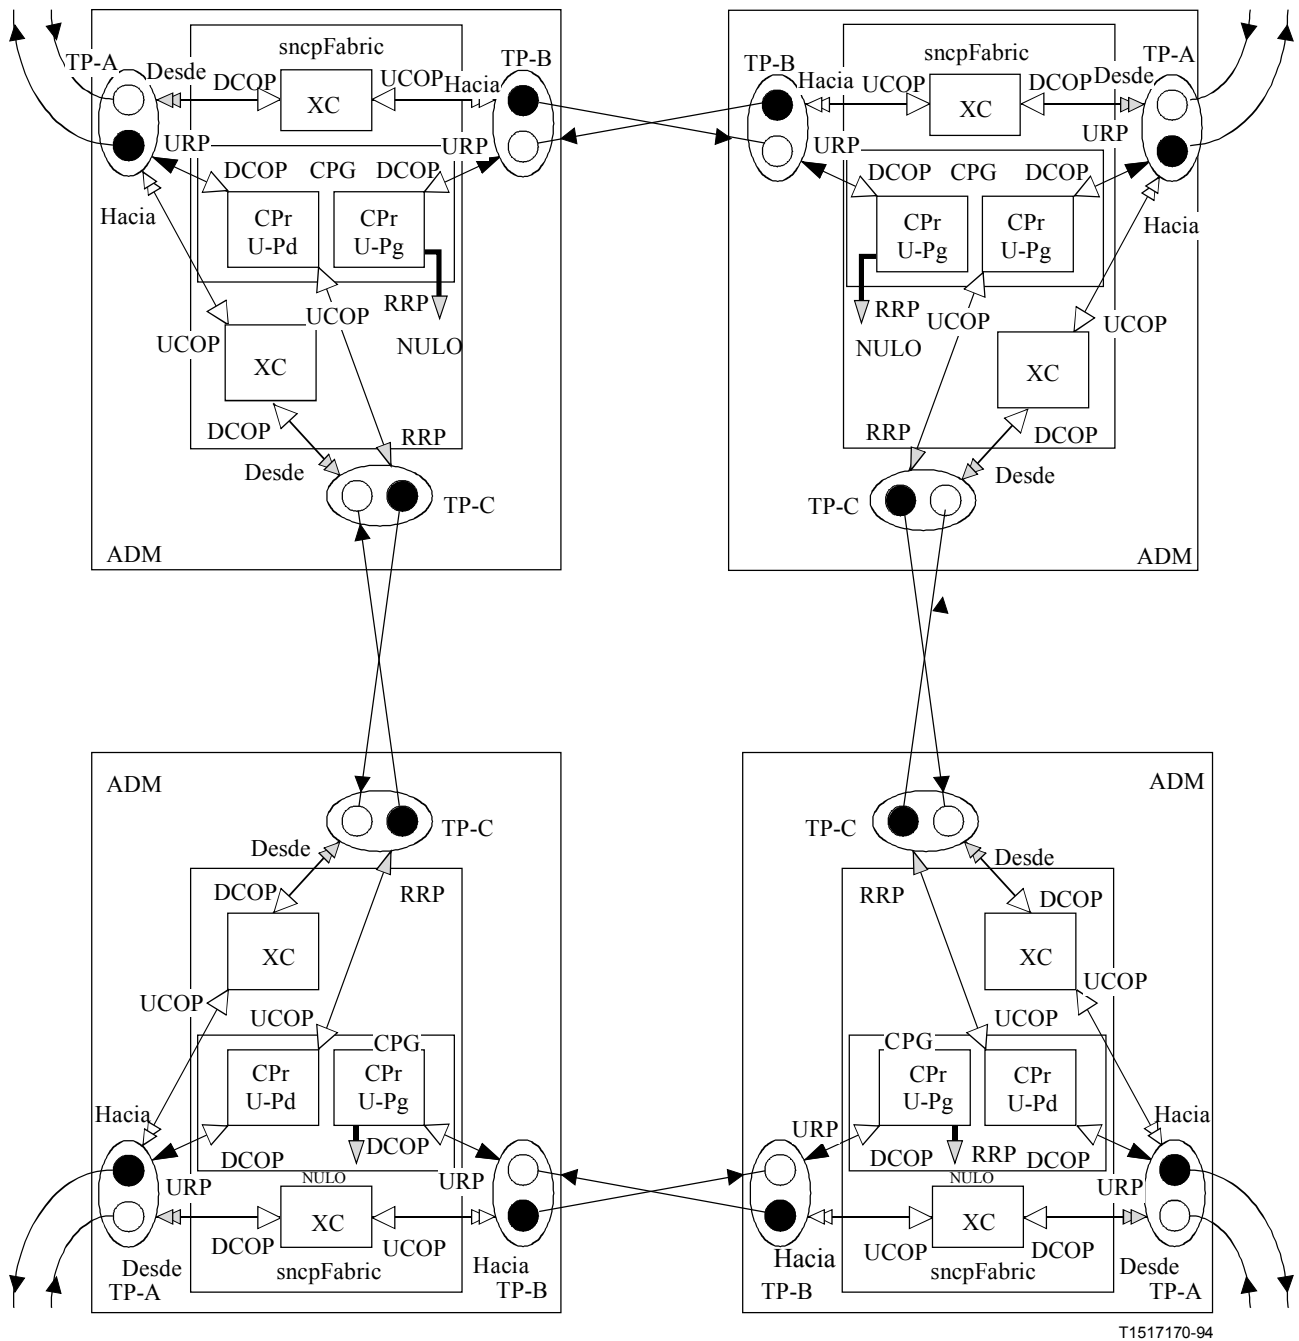 sncpFabric
TP-A
Desde
DCOP
UCOP
Hacia
TP-B
XC
URP
DCOP
CPG
DCOP
URP
Hacia
CPr
U-Pd
CPr
U-Pg
RRP
UCOP
NULO
UCOP
XC
DCOP
RRP
Desde
TP-C
ADM
sncpFabric
TP-B
Hacia
UCOP
DCOP
Desde
TP-A
XC
URP
URP
DCOP
CPG
DCOP
Hacia
CPr
U-Pg
CPr
U-Pg
RRP
UCOP
UCOP
NULO
XC
RRP
DCOP
Desde
TP-C
ADM
ADM
TP-C
Desde
DCOP
RRP
XC
UCOP
UCOP
CPG
CPr
U-Pd
CPr
U-Pg
Hacia
DCOP
DCOP
URP
URP
NULO
XC
DCOP
UCOP
Desde
sncpFabric
Hacia
TP-A
TP-B
ADM
TP-C
Desde
RRP
DCOP
XC
UCOP
UCOP
CPG
CPr
U-Pg
CPr
U-Pd
Hacia
URP
DCOP
RRP
DCOP
URP
NULO
XC
Hacia
UCOP
DCOP
Desde
sncpFabric
TP-B
TP-A
T1517170-94